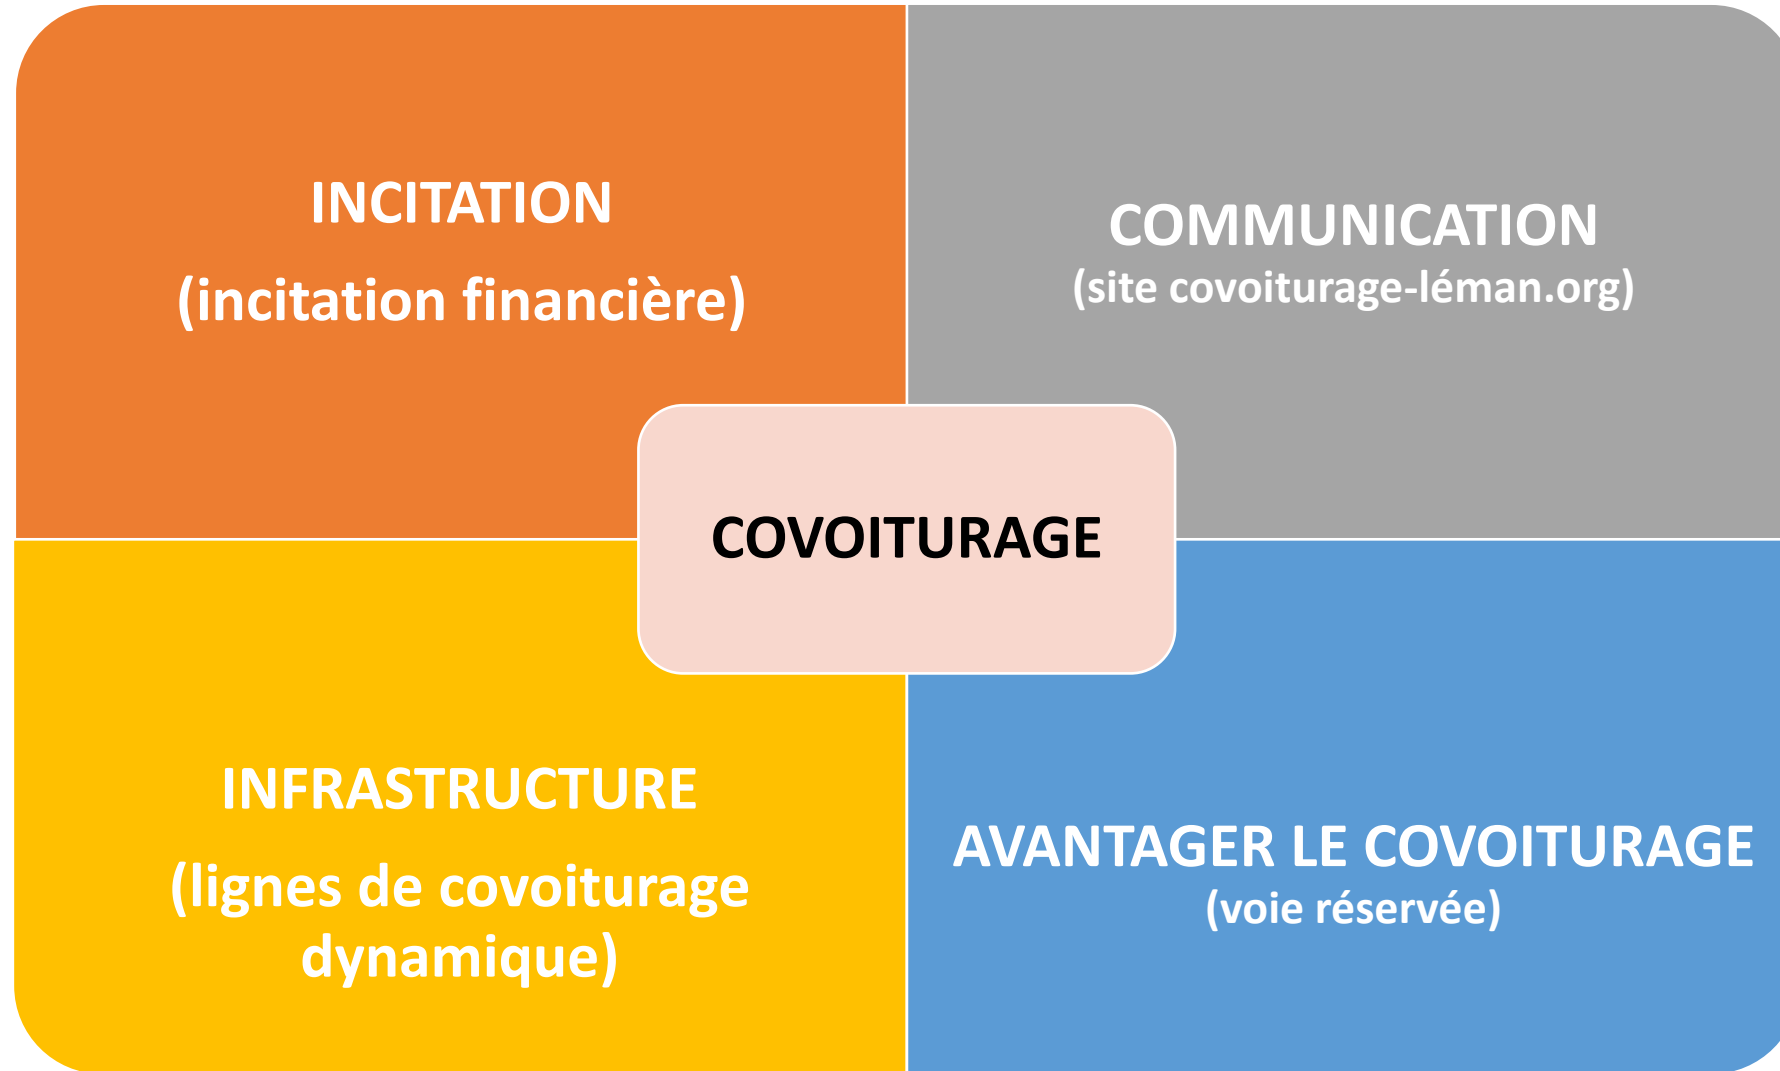 INCITATION
(incitation financière)
COMMUNICATION
(site covoiturage-léman.org)
COVOITURAGE
INFRASTRUCTURE
(lignes de covoiturage
dynamique)
AVANTAGER LE COVOITURAGE
(voie réservée)